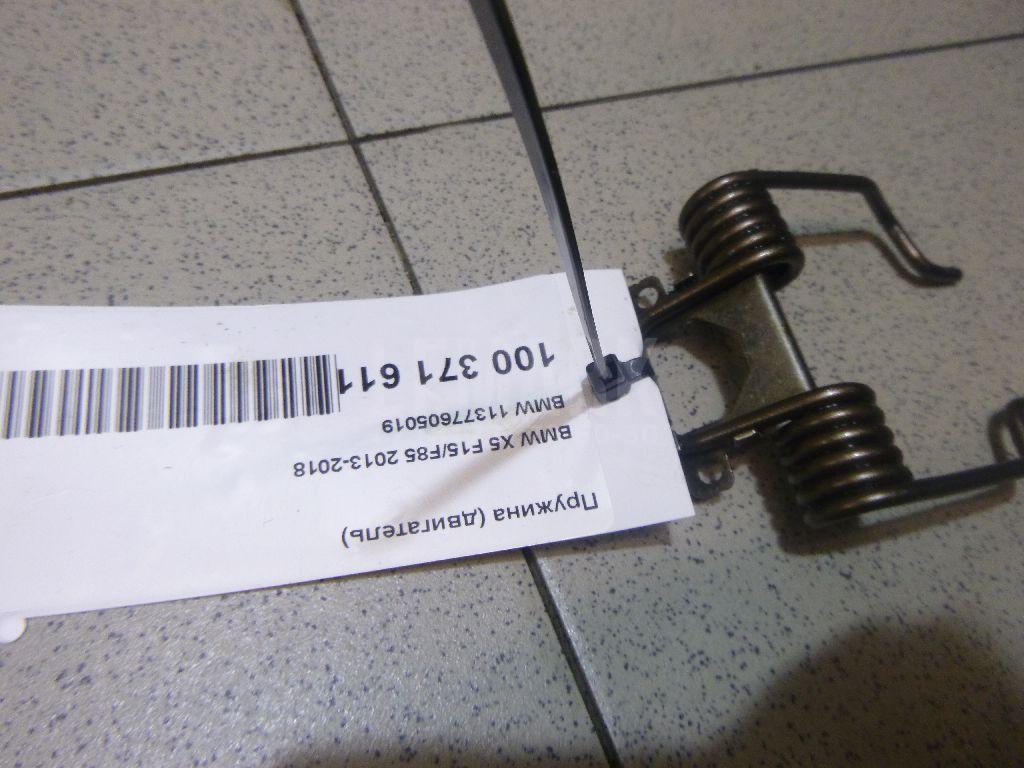 Пружина (двигатель)
BMW X5 F15/F85 2013-2018
BMW 11377605019
100 371 611